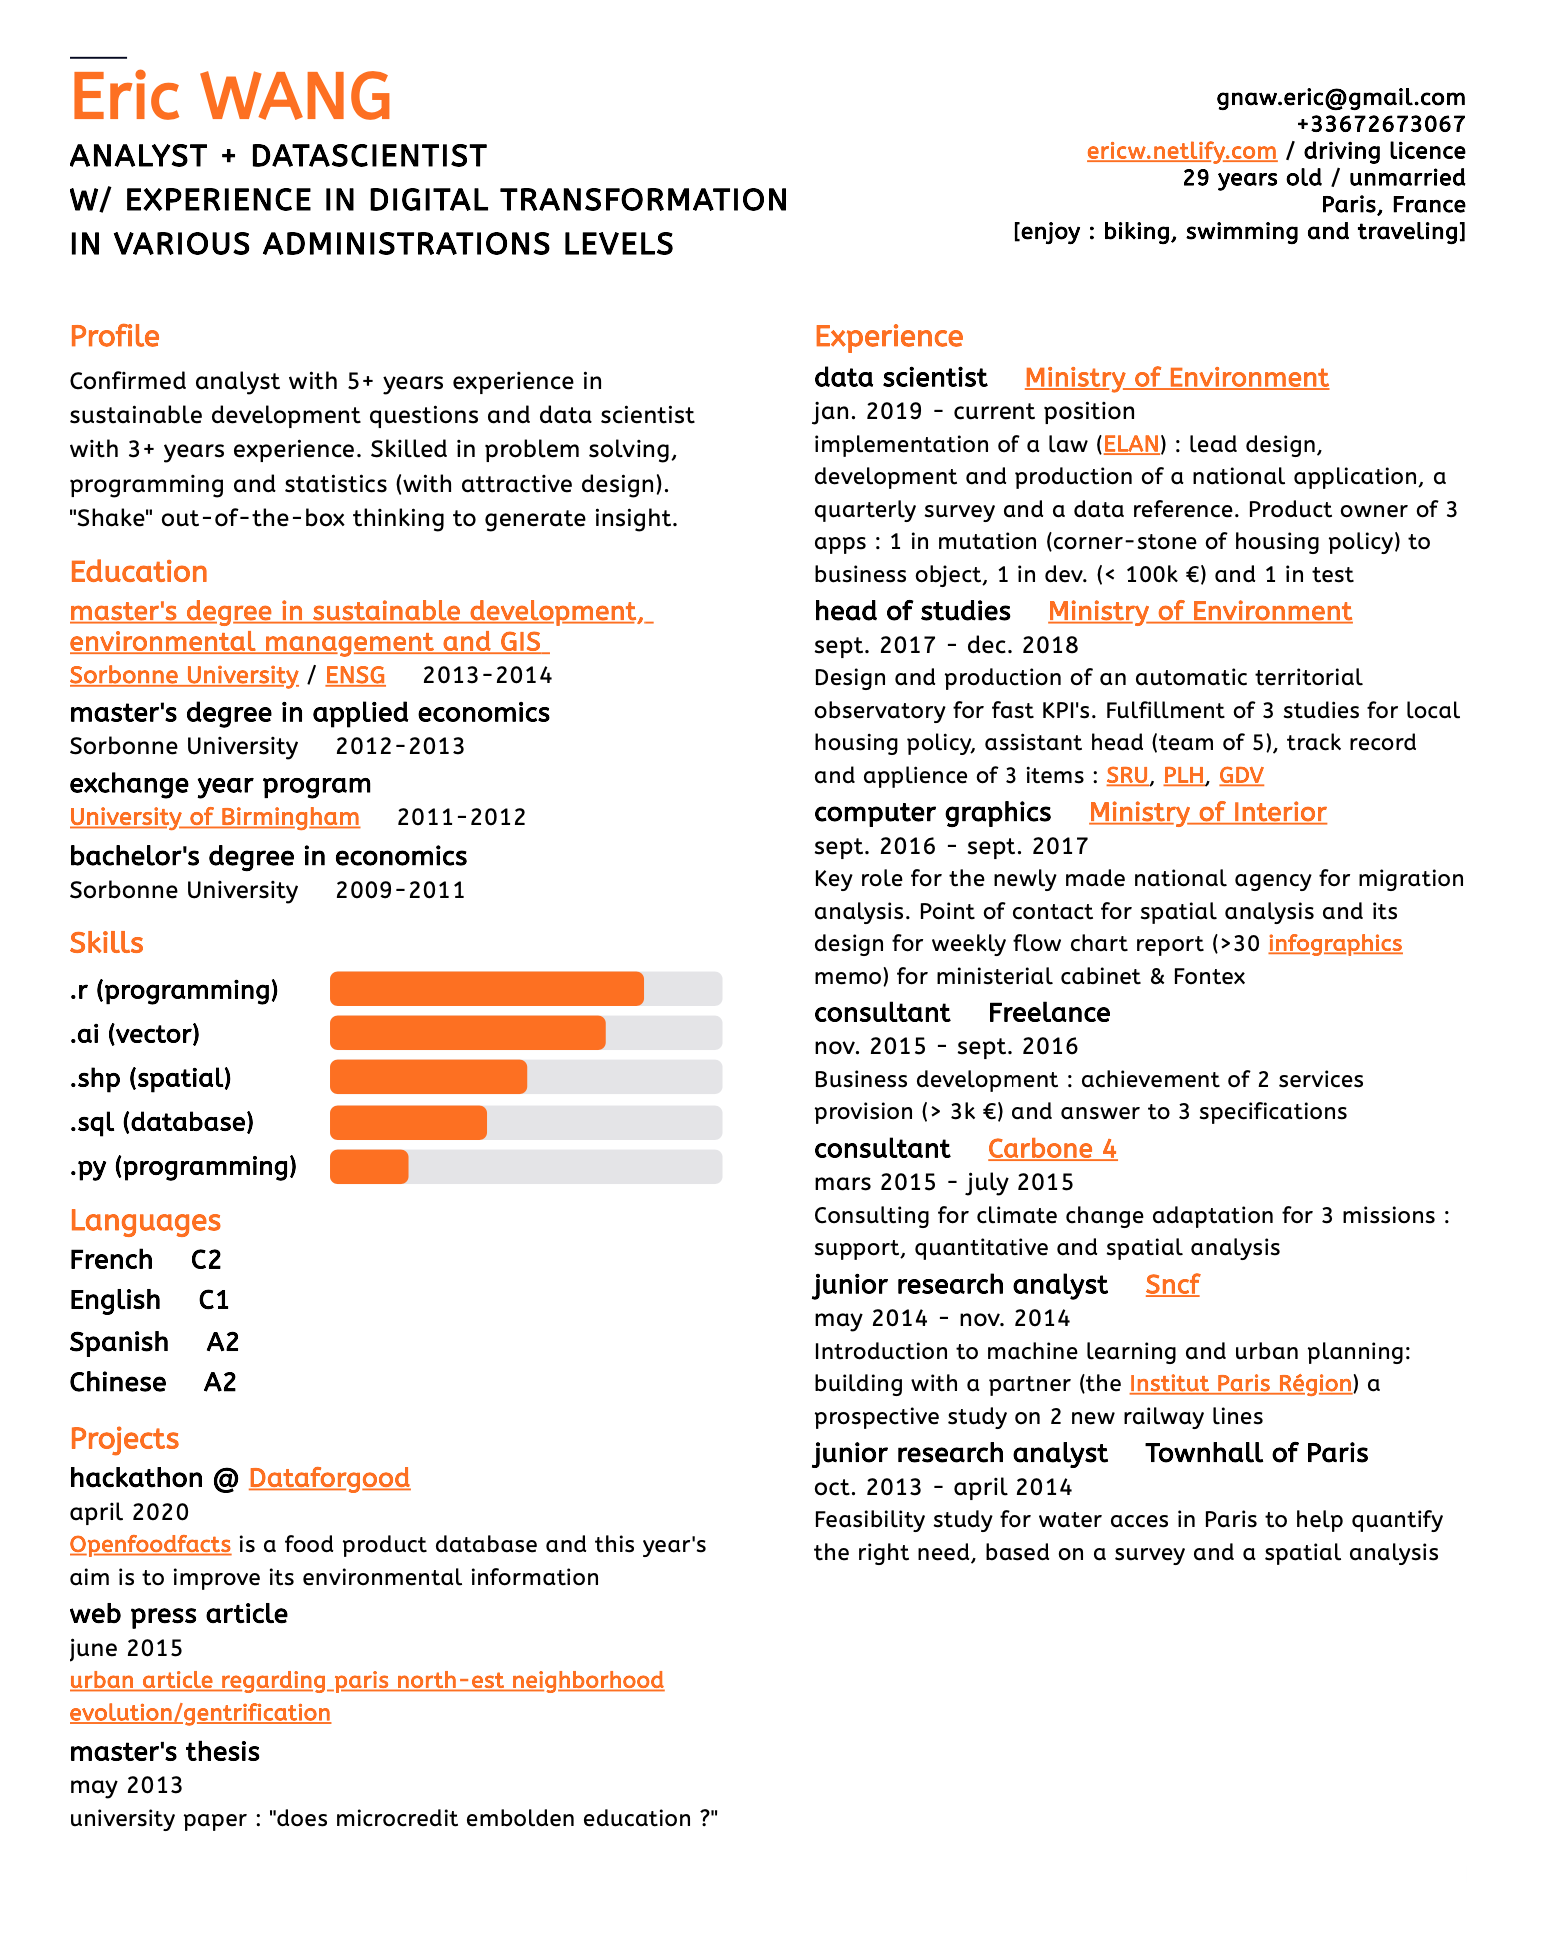 Eric WANG
ANALYST + DATASCIENTIST
W/ EXPERIENCE IN DIGITAL TRANSFORMATION
IN VARIOUS ADMINISTRATIONS LEVELS
gnaw.eric@gmail.com
+33672673067
ericw.netlify.com / driving licence
29 years old / unmarried
Paris, France
[enjoy : biking, swimming and traveling]
Profile
Confirmed analyst with 5+ years experience in
sustainable development questions and data scientist
with 3+ years experience. Skilled in problem solving,
programming and statistics (with attractive design).
"Shake" out-of-the-box thinking to generate insight.
Education
master's degree in sustainable development,
environmental management and GIS
Sorbonne University / ENSG 2013-2014
master's degree in applied economics
Sorbonne University 2012-2013
exchange year program
University of Birmingham 2011-2012
bachelor's degree in economics
Sorbonne University 2009-2011
Skills
.r (programming)
.ai (vector)
.shp (spatial)
.sql (database)
.py (programming)
Languages
French C2
English C1
Spanish A2
Chinese A2
Projects
hackathon @ Dataforgood
april 2020
Openfoodfacts is a food product database and this year's
aim is to improve its environmental information
web press article
june 2015
urban article regarding paris north-est neighborhood
evolution/gentrification
master's thesis
may 2013
university paper : "does microcredit embolden education ?"
Experience
data scientist Ministry of Environment
jan. 2019 - current position
implementation of a law (ELAN) : lead design,
development and production of a national application, a
quarterly survey and a data reference. Product owner of 3
apps : 1 in mutation (corner-stone of housing policy) to
business object, 1 in dev. (< 100k €) and 1 in test
head of studies Ministry of Environment
sept. 2017 - dec. 2018
Design and production of an automatic territorial
observatory for fast KPI's. Fulfillment of 3 studies for local
housing policy, assistant head (team of 5), track record
and applience of 3 items : SRU, PLH, GDV
computer graphics Ministry of Interior
sept. 2016 - sept. 2017
Key role for the newly made national agency for migration
analysis. Point of contact for spatial analysis and its
design for weekly flow chart report (>30 infographics
memo) for ministerial cabinet & Fontex
consultant Freelance
nov. 2015 - sept. 2016
Business development : achievement of 2 services
provision (> 3k €) and answer to 3 specifications
consultant Carbone 4
mars 2015 - july 2015
Consulting for climate change adaptation for 3 missions :
support, quantitative and spatial analysis
junior research analyst Sncf
may 2014 - nov. 2014
Introduction to machine learning and urban planning:
building with a partner (the Institut Paris Région) a
prospective study on 2 new railway lines
junior research analyst Townhall of Paris
oct. 2013 - april 2014
Feasibility study for water acces in Paris to help quantify
the right need, based on a survey and a spatial analysis